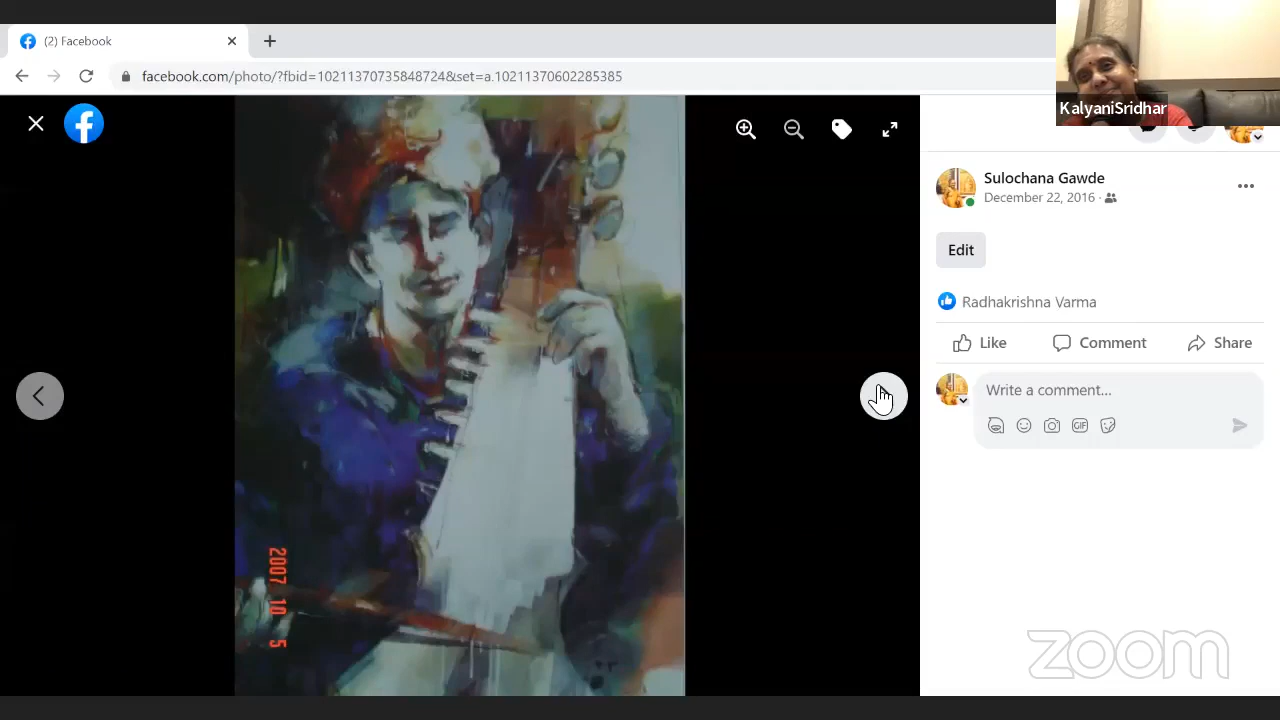 (2) Facebook
facebook.com/photo/?fbid=10211370735848724&set=a.10211370602285385
KalyaniSridhar
Sulochana Gawde
December 22, 2016 ·
Edit
Radhakrishna Varma
Like
Comment
Share
Write a comment...
GIF
2007 10 5
zoom